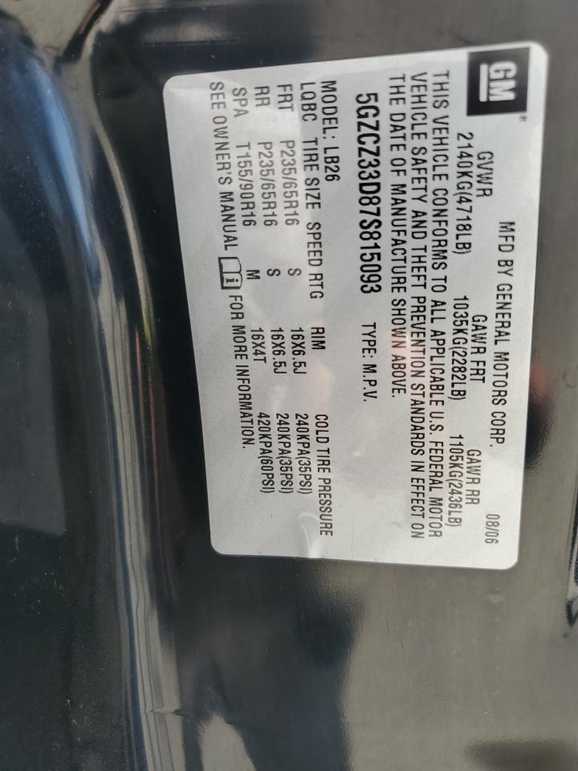 GM®
MFD BY GENERAL MOTORS CORP. 08/06
GVWR GAWR FRT GAWR RR
2140KG(4718LB) 1035KG(2282LB) 1105KG(2436LB)
THIS VEHICLE CONFORMS TO ALL APPLICABLE U.S. FEDERAL MOTOR
VEHICLE SAFETY AND THEFT PREVENTION STANDARDS IN EFFECT ON
THE DATE OF MANUFACTURE SHOWN ABOVE.
5GZCZ33D87S815093 TYPE: M.P.V.
MODEL: LB26
LQBC TIRE SIZE SPEED RTG RIM COLD TIRE PRESSURE
FRT P235/65R16 S 16X6.5J 240KPA(35PSI)
RR P235/65R16 S 16X6.5J 240KPA(35PSI)
SPA T155/90R16 M 16X4T 420KPA(60PSI)
SEE OWNER'S MANUAL FOR MORE INFORMATION.